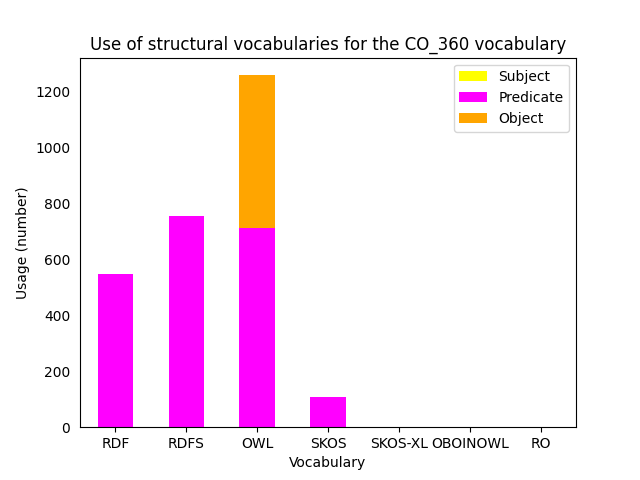 Use of structural vocabularies for the CO_360 vocabulary
Subject
Predicate
Object
Usage (number)
1200
1000
800
600
400
200
0
RDF RDFS OWL SKOS SKOS-XL OBOINOWL RO
Vocabulary